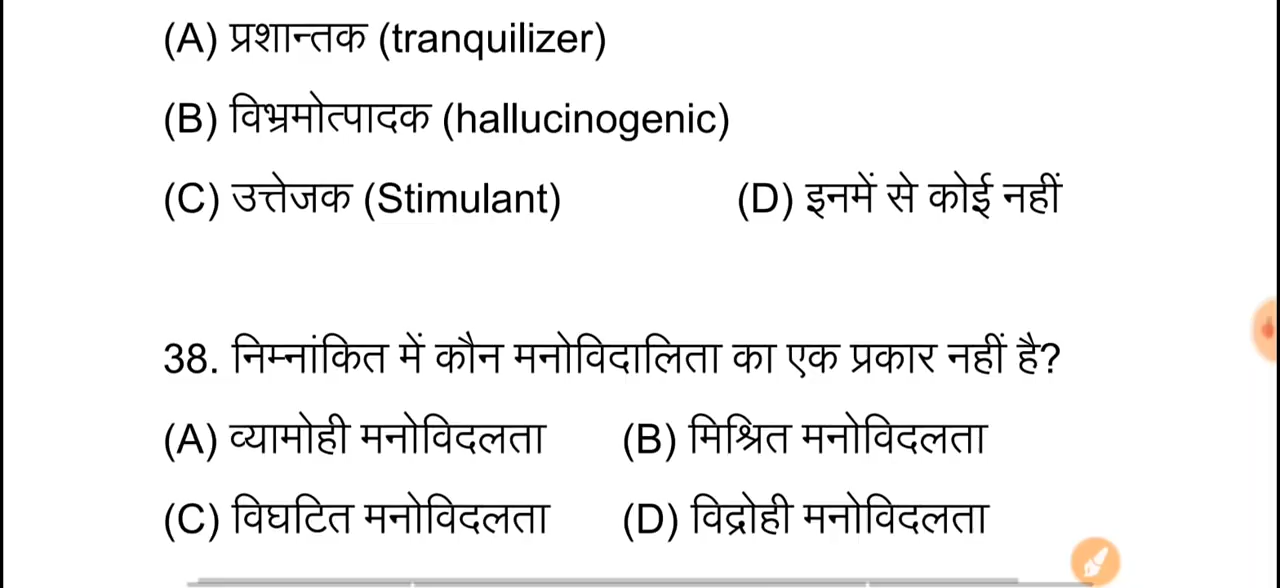 (A) प्रशान्तक (tranquilizer)
(B) विभ्रमोत्पादक (hallucinogenic)
(C) उत्तेजक (Stimulant) (D) इनमें से कोई नहीं
38. निम्नांकित में कौन मनोविदालिता का एक प्रकार नहीं है?
(A) व्यामोही मनोविदलता (B) मिश्रित मनोविदलता
(C) विघटित मनोविदलता (D) विद्रोही मनोविदलता